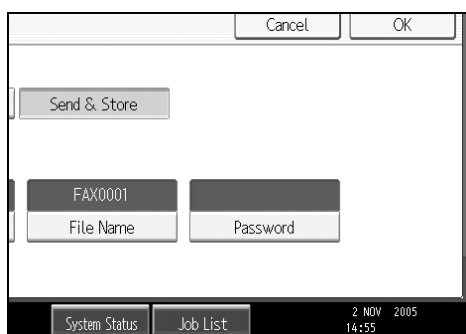 Cancel OK
Send & Store
FAX0001
File Name Password
System Status Job List 2 NOV 2005
14:55